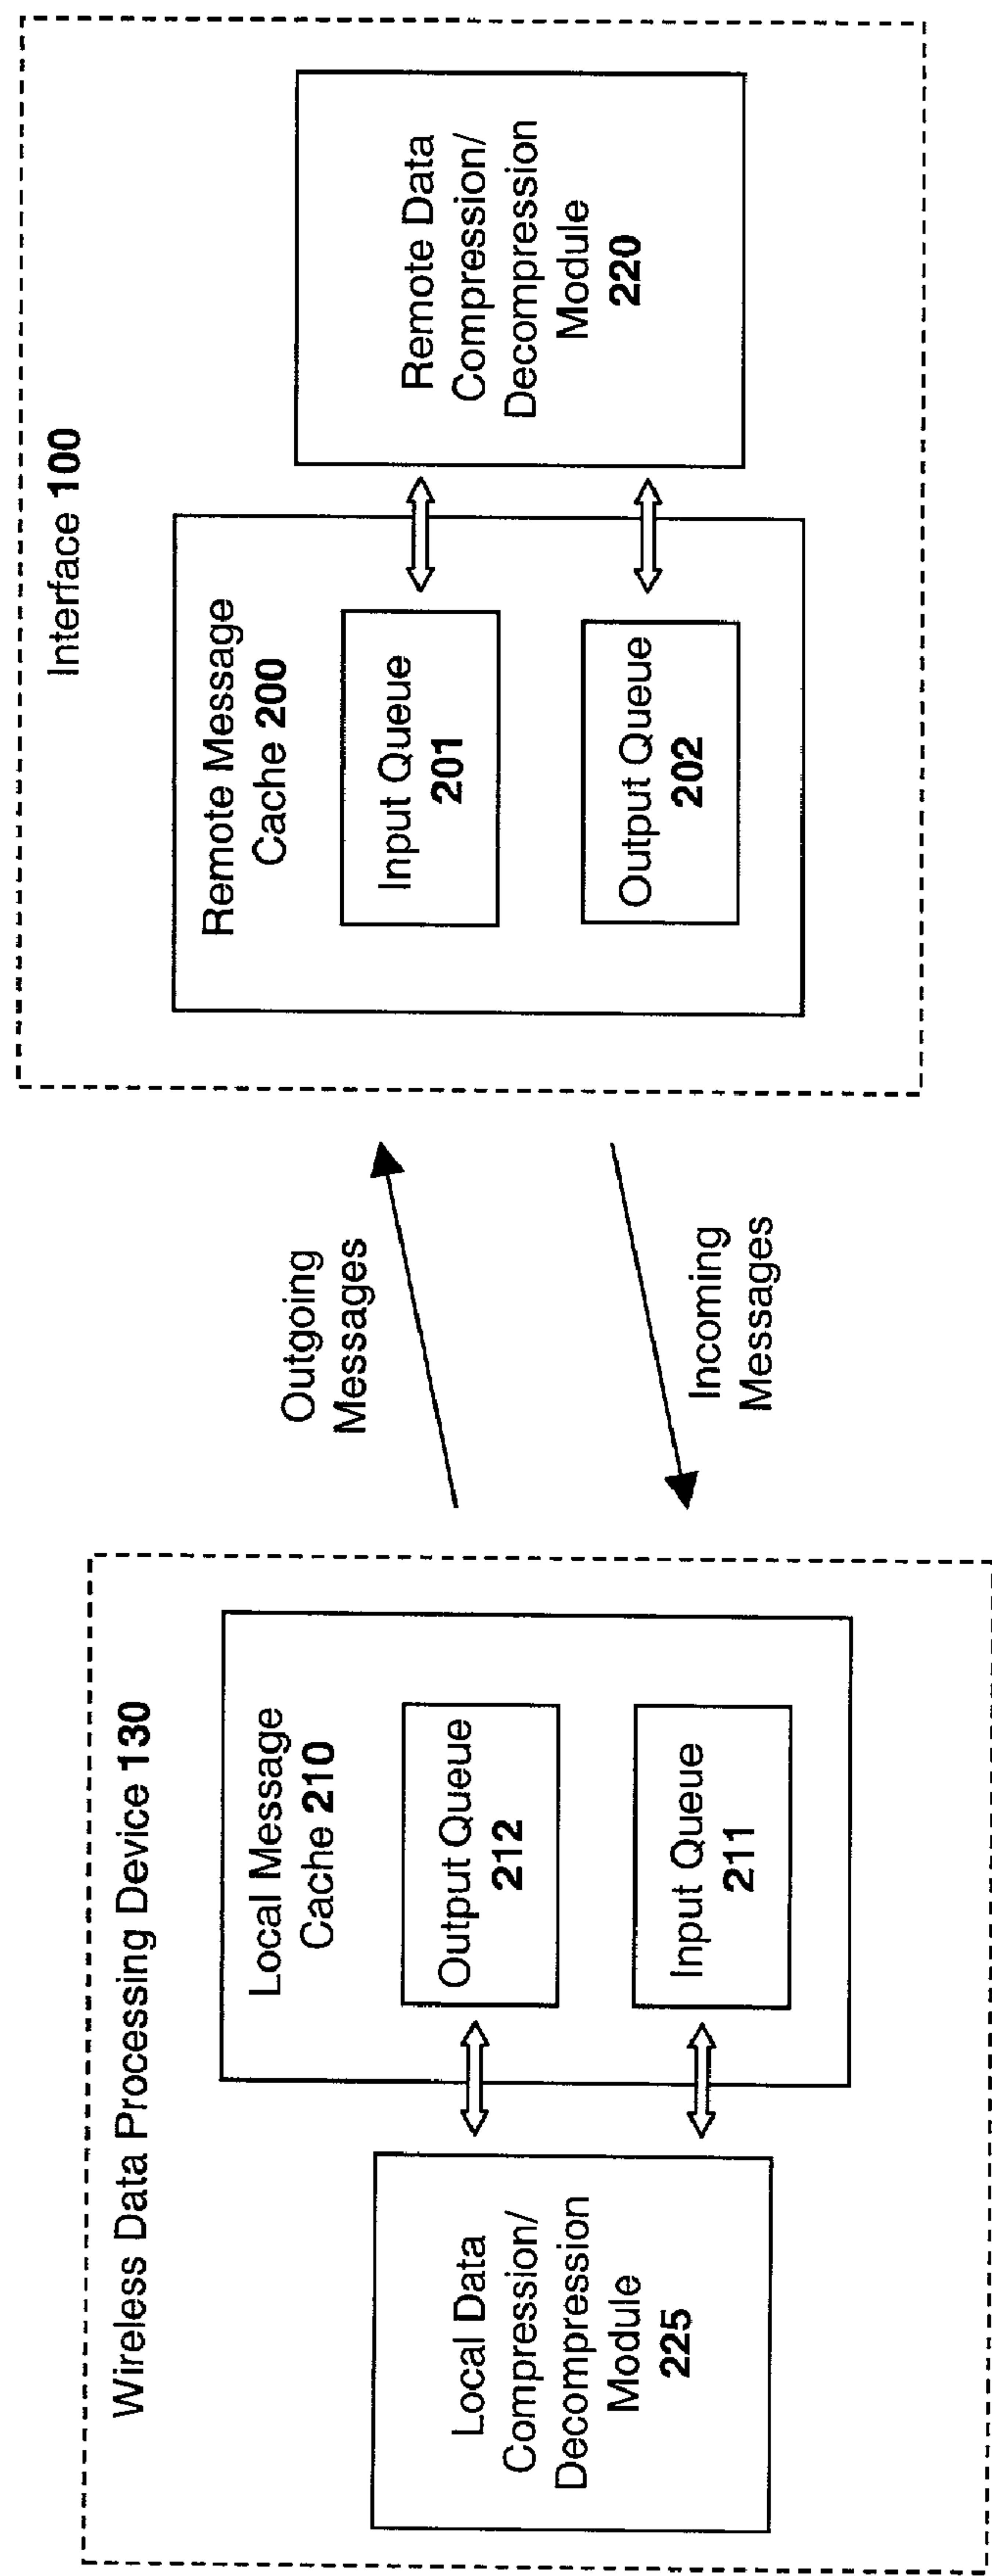 Wireless Data Processing Device 130
Local Data
Compression/
Decompression
Module
225
Local Message
Cache 210
Output Queue
212
Input Queue
211
Outgoing
Messages
Incoming
Messages
Interface 100
Remote Message
Cache 200
Input Queue
201
Output Queue
202
Remote Data
Compression/
Decompression
Module
220